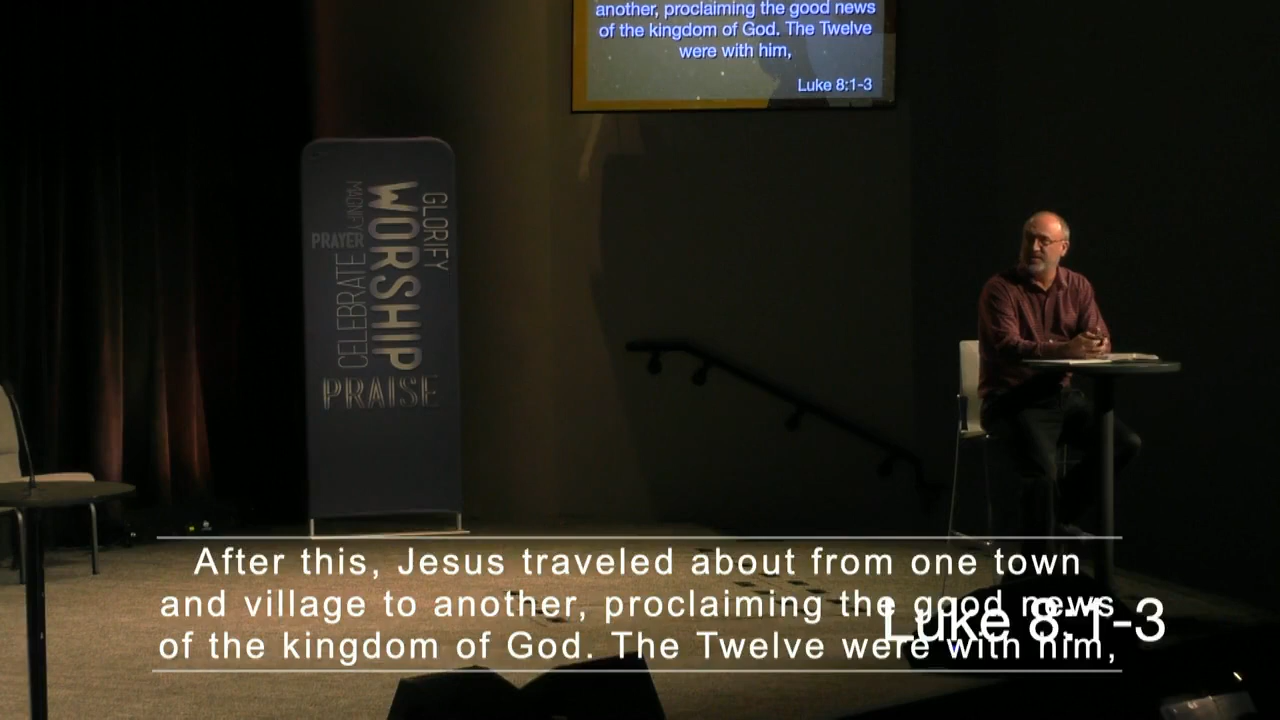 another, proclaiming the good news
of the kingdom of God. The Twelve
were with him,
Luke 8:1-3
GLORIFY
WORSHIP
MAGNIFY
PRAYER
CELEBRATE
PRAISE
After this, Jesus traveled about from one town
and village to another, proclaiming the good news
of the kingdom of God. The Twelve were with him,
Luke 8:1-3